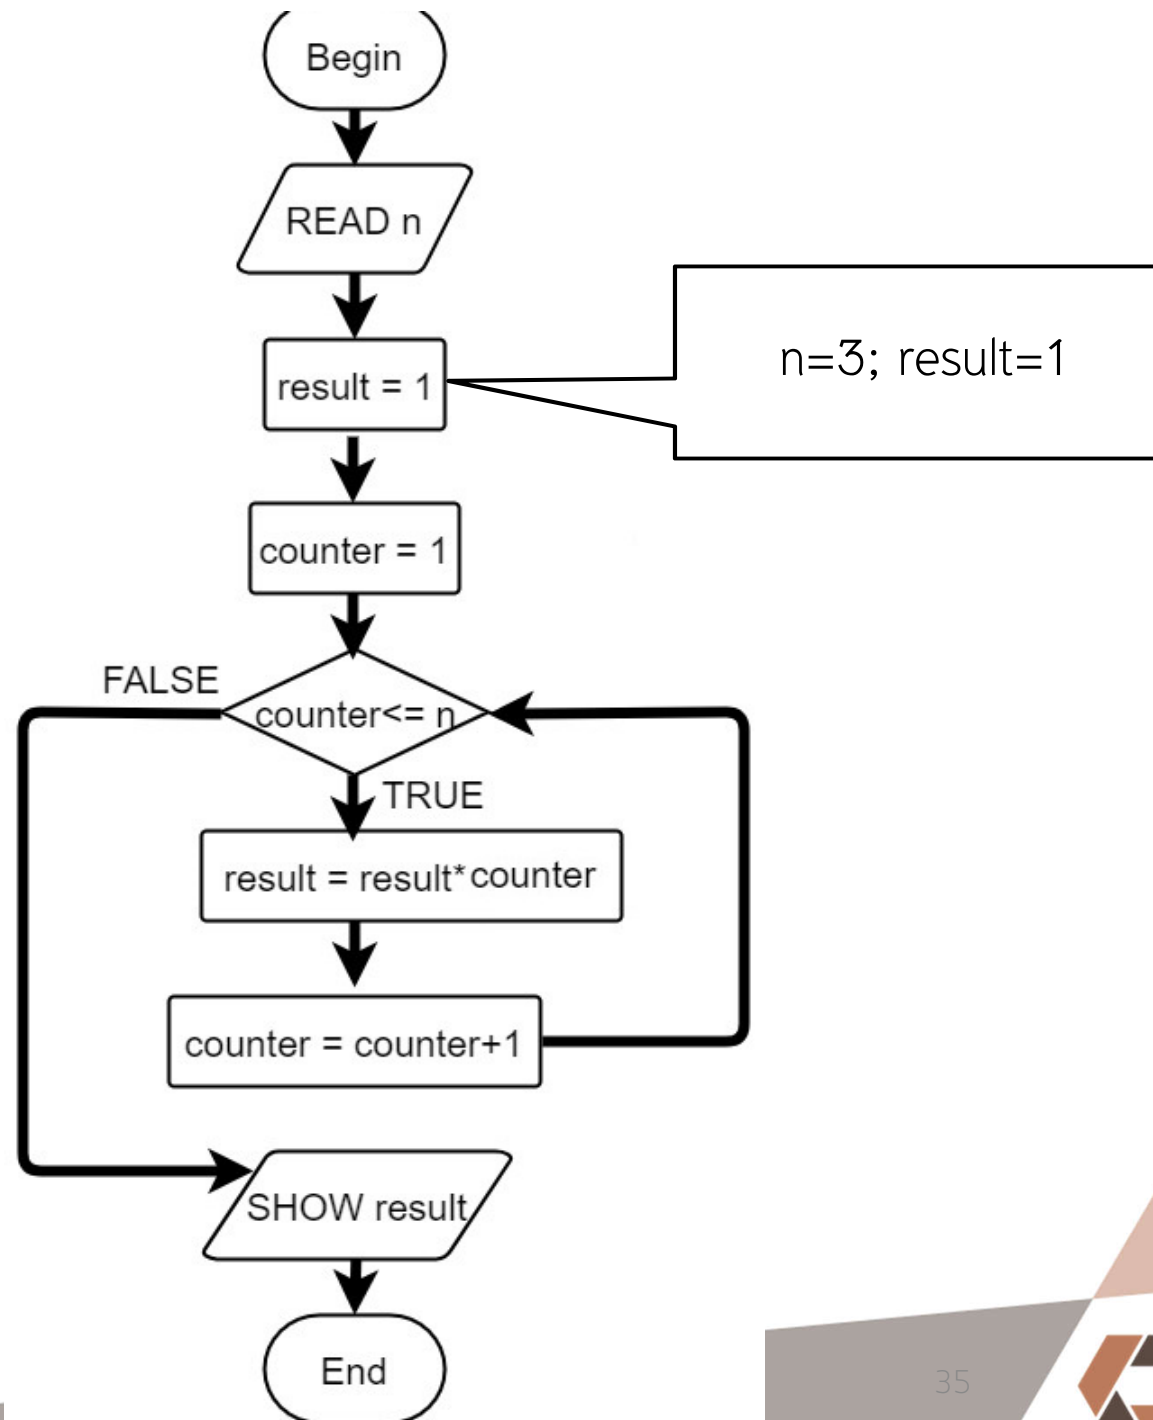 Begin
READ n
result = 1
n=3; result=1
counter = 1
FALSE
counter<= n
TRUE
result = result*counter
counter = counter+1
SHOW result
End
35